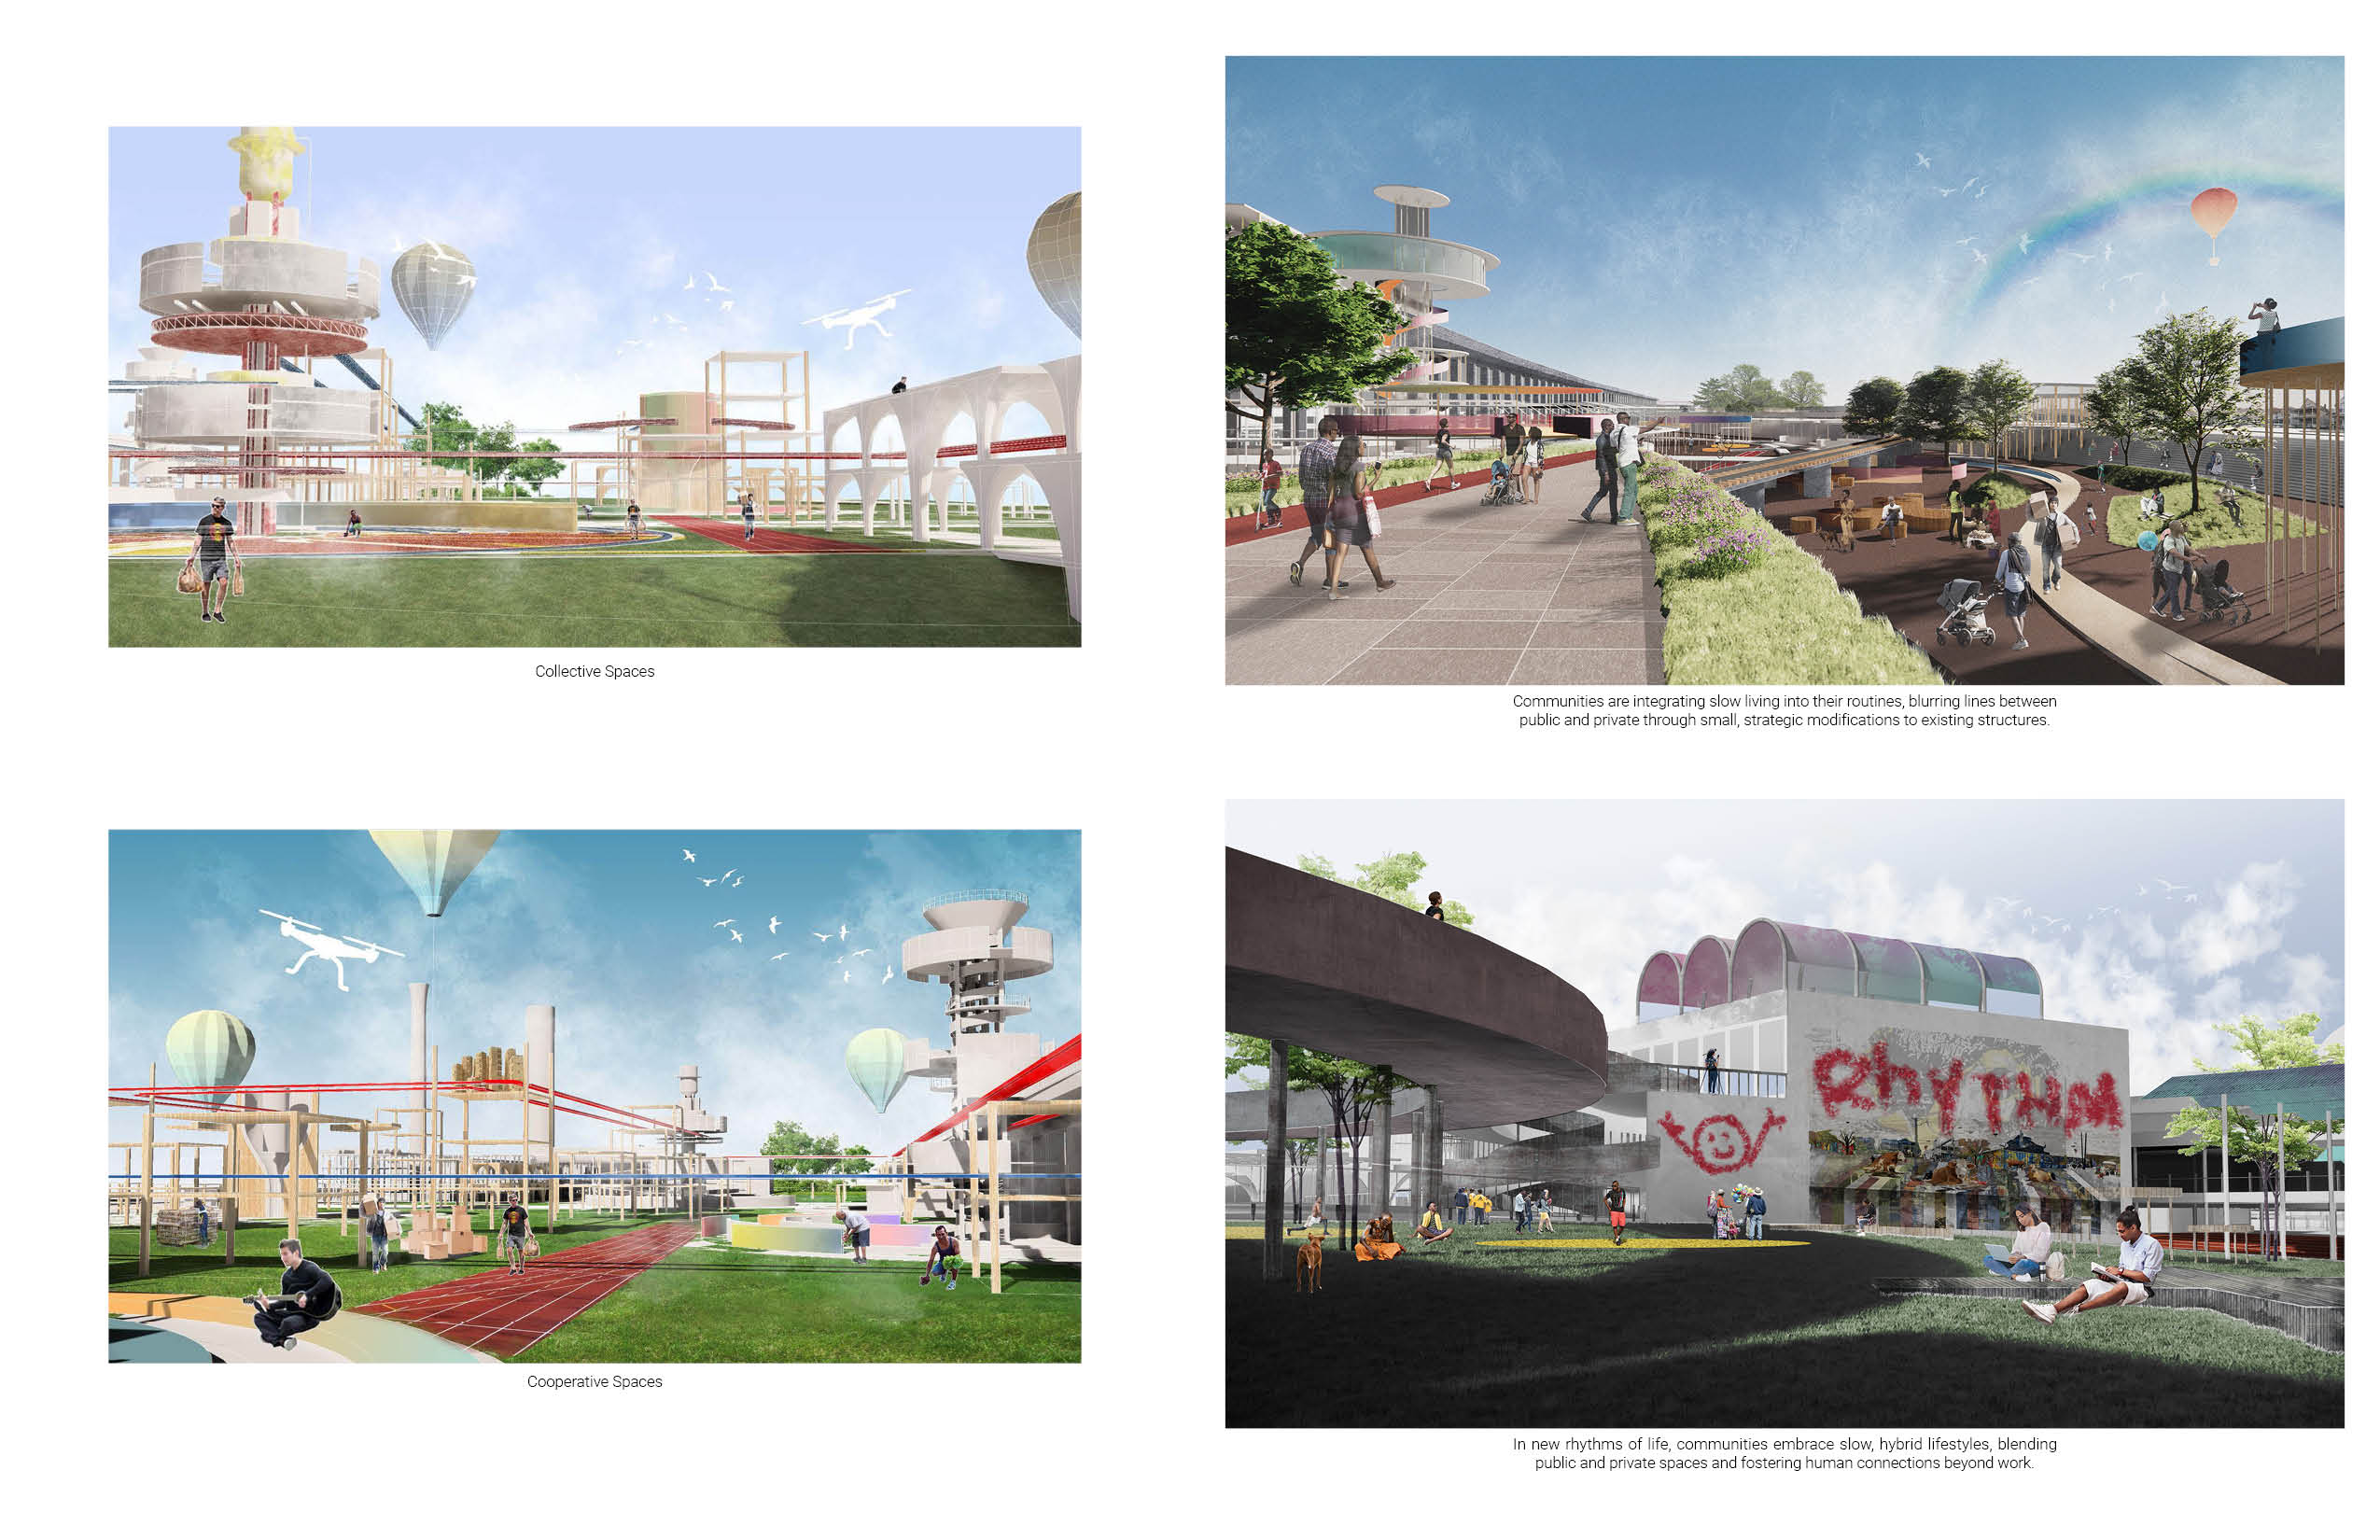 Collective Spaces
Communities are integrating slow living into their routines, blurring lines between
public and private through small, strategic modifications to existing structures.
Rhythm
Cooperative Spaces
In new rhythms of life, communities embrace slow, hybrid lifestyles, blending
public and private spaces and fostering human connections beyond work.